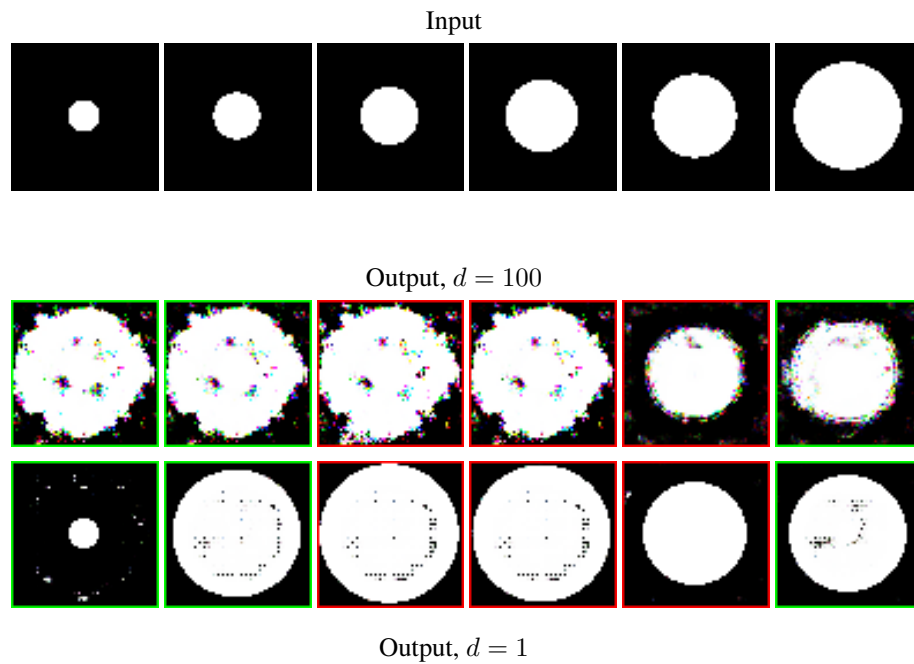 Input
Output, d = 100
Output, d = 1